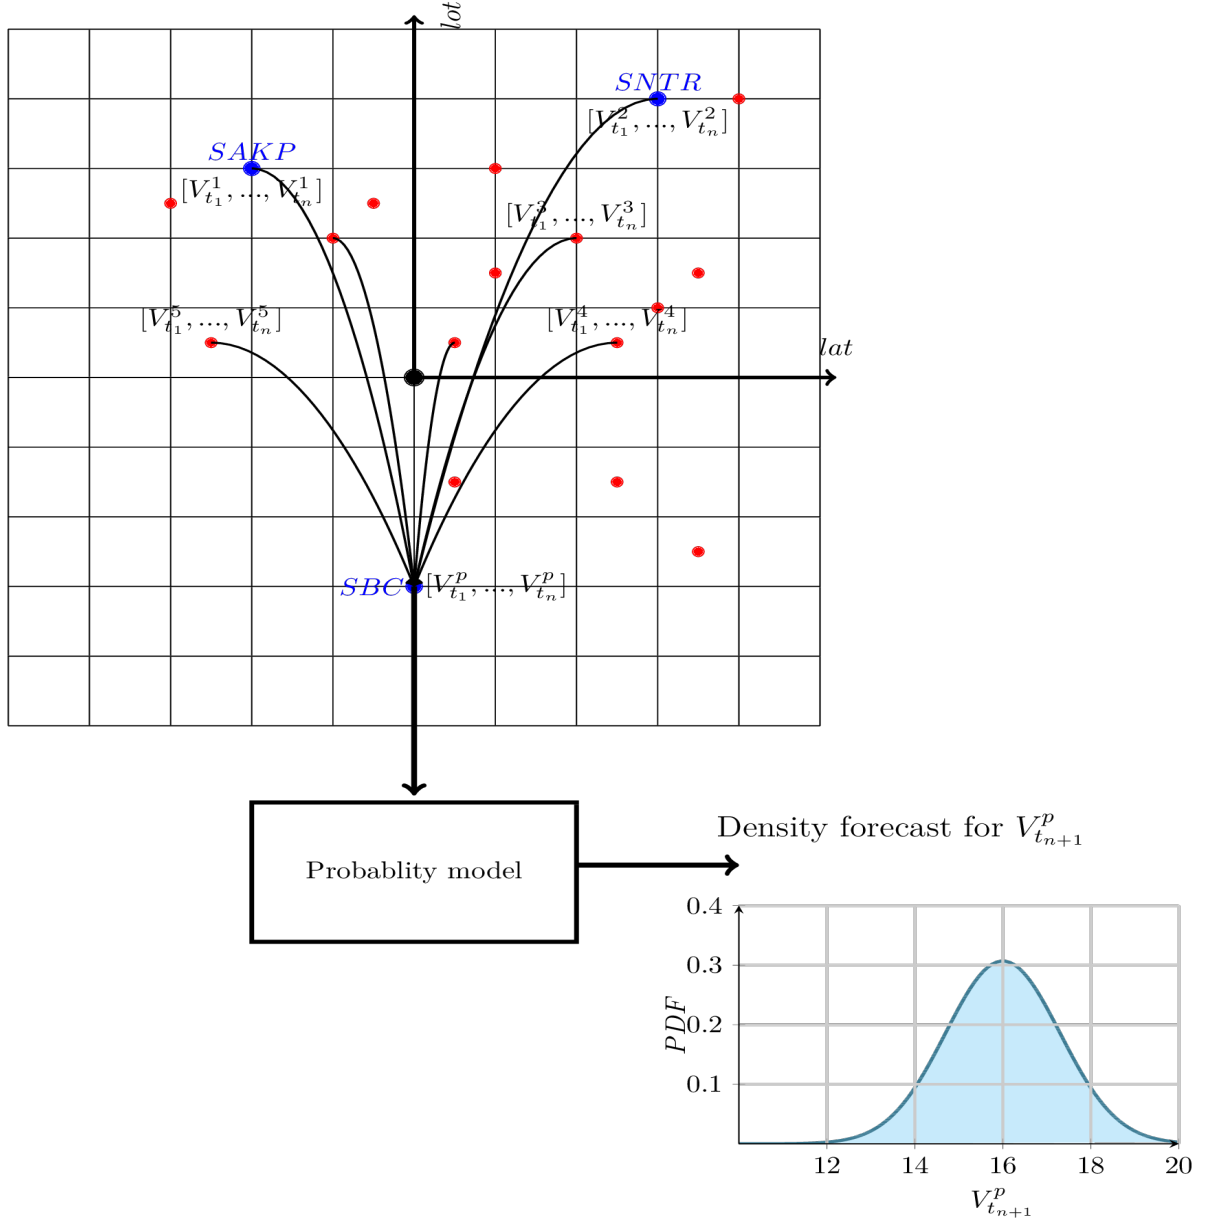 lot
SNTR
[V^2_{t_1}, ..., V^2_{t_n}]
SAKP
[V^1_{t_1}, ..., V^1_{t_n}]
[V^3_{t_1}, ..., V^3_{t_n}]
[V^5_{t_1}, ..., V^5_{t_n}]
[V^4_{t_1}, ..., V^4_{t_n}]
lat
SBC
[V^p_{t_1}, ..., V^p_{t_n}]
Probablity model
Density forecast for V^p_{t_{n+1}}
0.4
0.3
0.2
0.1
PDF
12 14 16 18 20
V^p_{t_{n+1}}